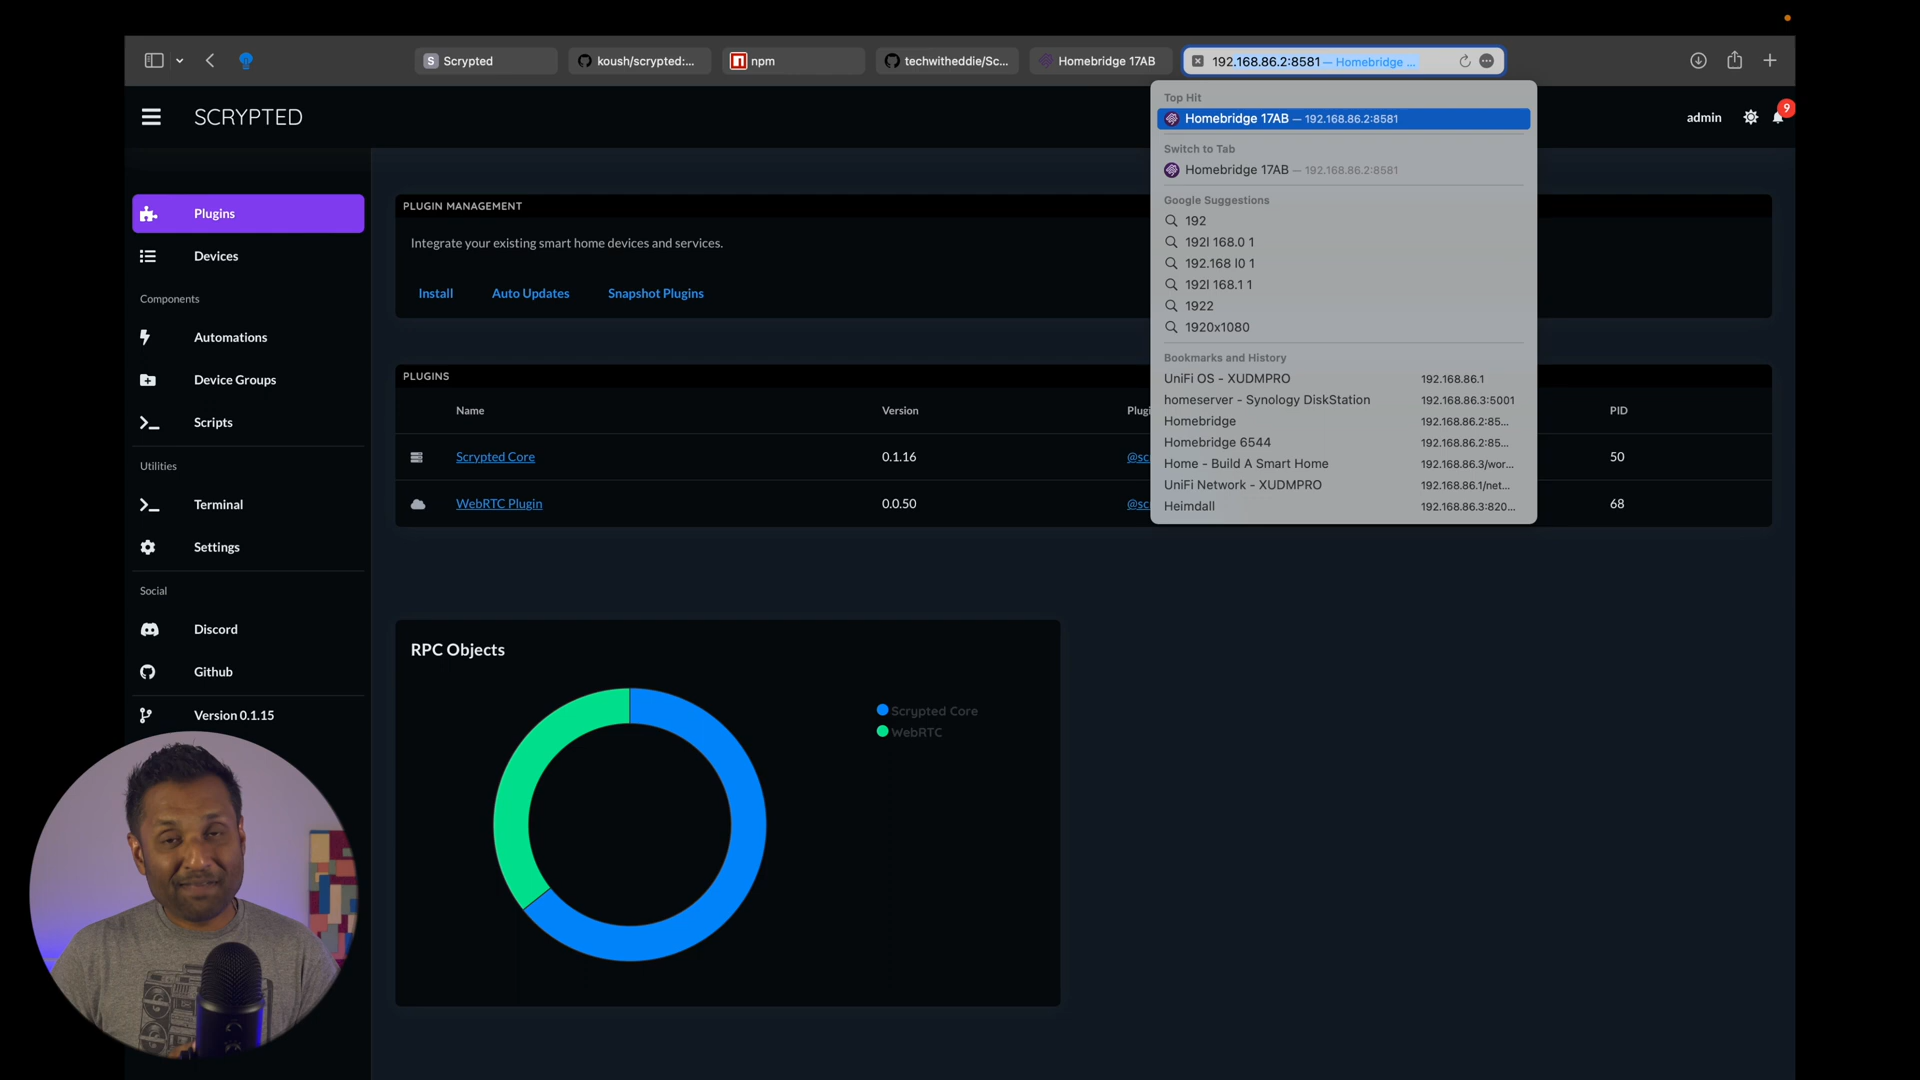 S Scrypted
koush/scrypted:...
npm
techwitheddie/Sc...
Homebridge 17AB
192.168.86.2:8581 — Homebridge ...
SCRYPTED
admin
9
Top Hit
Homebridge 17AB — 192.168.86.2:8581
Switch to Tab
Homebridge 17AB — 192.168.86.2:8581
Google Suggestions
192
192l 168.0 1
192.168 l0 1
192l 168.1 1
1922
1920x1080
Bookmarks and History
UniFi OS - XUDMPRO 192.168.86.1
homeserver - Synology DiskStation 192.168.86.3:5001
Homebridge 192.168.86.2:85...
Homebridge 6544 192.168.86.2:85...
Home - Build A Smart Home 192.168.86.3/wor...
UniFi Network - XUDMPRO 192.168.86.1/net...
Heimdall 192.168.86.3:820...
Plugins
Devices
Components
Automations
Device Groups
Scripts
Utilities
Terminal
Settings
Social
Discord
Github
Version 0.1.15
PLUGIN MANAGEMENT
Integrate your existing smart home devices and services.
Install Auto Updates Snapshot Plugins
PLUGINS
Name Version Plugi PID
Scrypted Core 0.1.16 @sc 50
WebRTC Plugin 0.0.50 @sc 68
RPC Objects
Scrypted Core
WebRTC